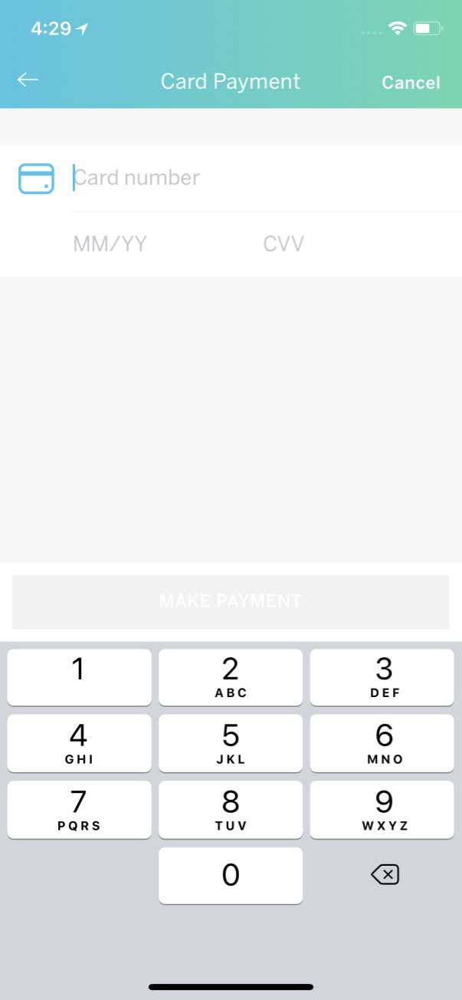 4:29
Card Payment Cancel
Card number
MM/YY CVV
MAKE PAYMENT
1 2 3
ABC DEF
4 5 6
GHI JKL MNO
7 8 9
PQRS TUV WXYZ
0